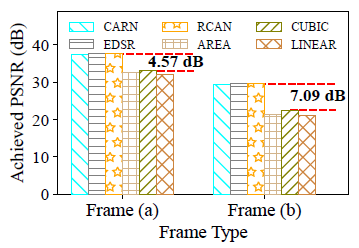 CARN RCAN CUBIC
EDSR AREA LINEAR
40
30
20
10
0
4.57 dB
7.09 dB
Frame (a) Frame (b)
Frame Type
Achieved PSNR (dB)